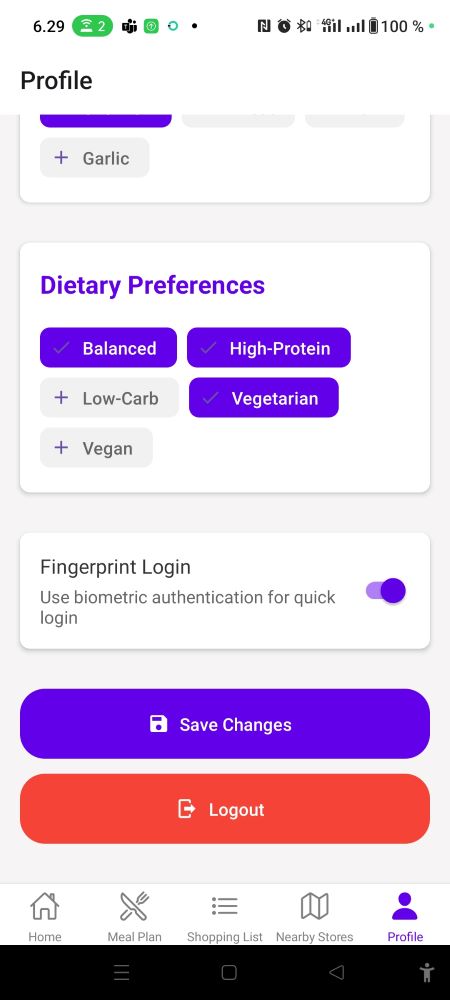 6.29 2 4G+ 100 %
Profile
Garlic
Dietary Preferences
Balanced High-Protein
Low-Carb Vegetarian
Vegan
Fingerprint Login
Use biometric authentication for quick
login
Save Changes
Logout
Home Meal Plan Shopping List Nearby Stores Profile